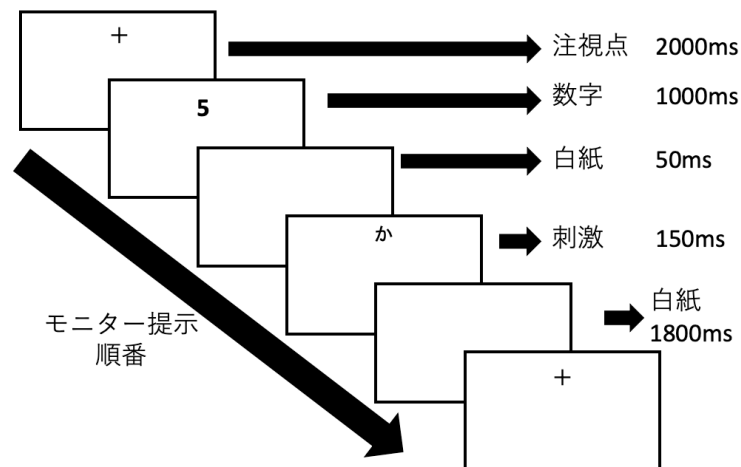 +
注視点 2000ms
5
数字 1000ms
白紙 50ms
か
刺激 150ms
白紙
1800ms
モニター提示
順番
+